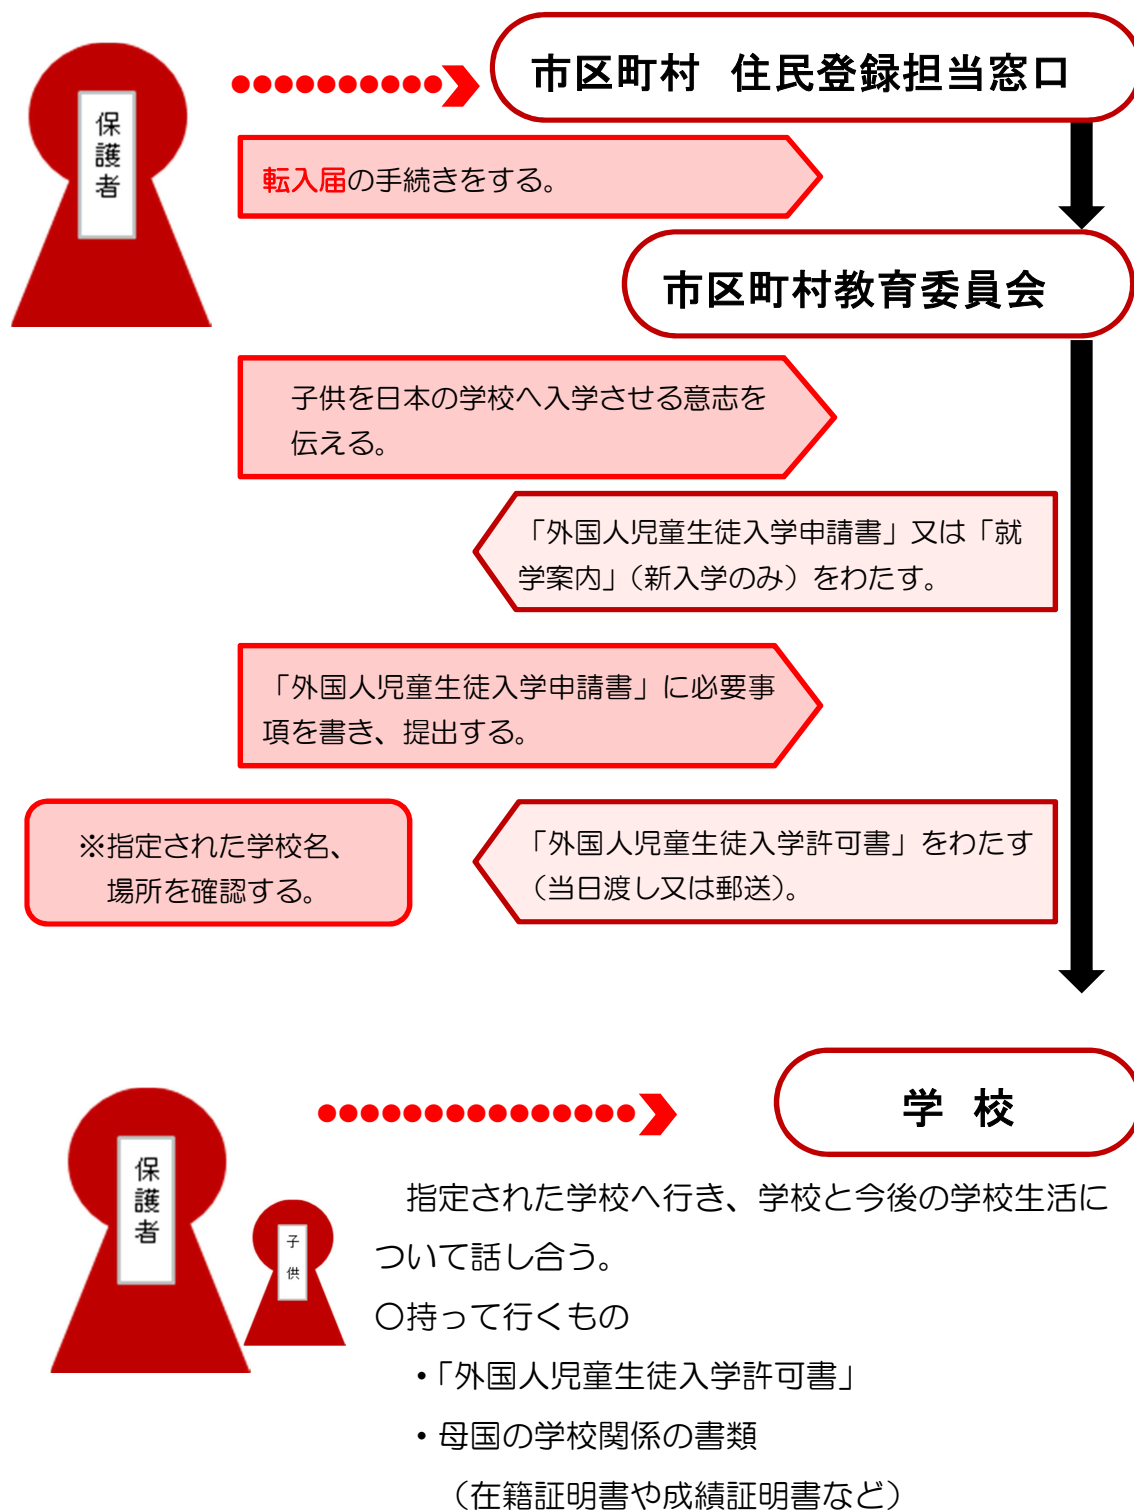 保護者
市区町村 住民登録担当窓口
転入届の手続きをする。
市区町村教育委員会
子供を日本の学校へ入学させる意志を
伝える。
「外国人児童生徒入学申請書」又は「就
学案内」（新入学のみ）をわたす。
「外国人児童生徒入学申請書」に必要事
項を書き、提出する。
※指定された学校名、
場所を確認する。
「外国人児童生徒入学許可書」をわたす
（当日渡し又は郵送）。
保護者
子供
学 校
指定された学校へ行き、学校と今後の学校生活に
ついて話し合う。
〇持って行くもの
・「外国人児童生徒入学許可書」
・母国の学校関係の書類
（在籍証明書や成績証明書など）